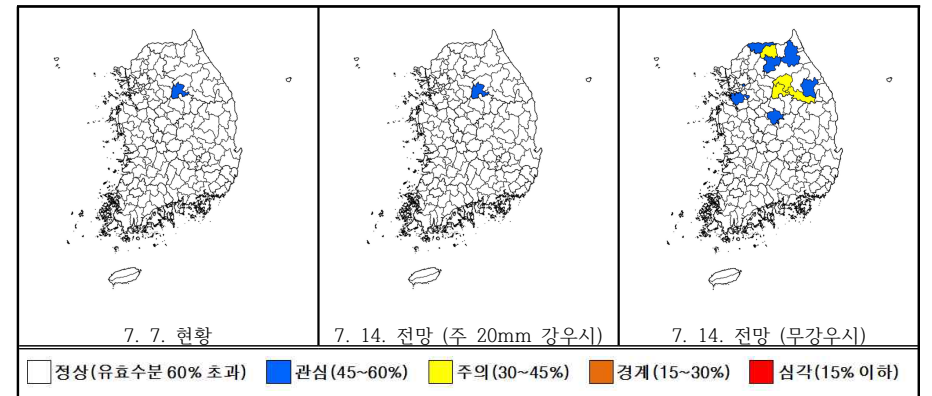 7. 7. 현황
7. 14. 전망 (주 20mm 강우시)
7. 14. 전망 (무강우시)
정상(유효수분 60% 초과) 관심(45~60%) 주의(30~45%) 경계(15~30%) 심각(15% 이하)